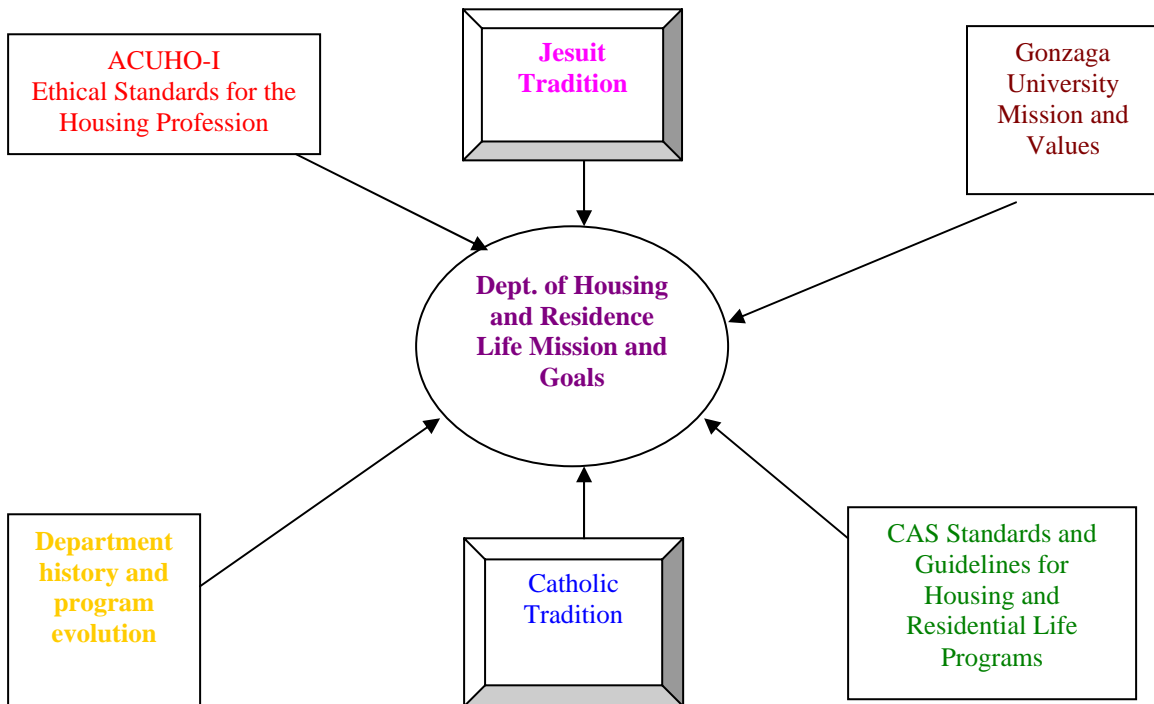 ACUHO-I
Ethical Standards for the
Housing Profession
Jesuit
Tradition
Gonzaga
University
Mission and
Values
Dept. of Housing
and Residence
Life Mission and
Goals
Department
history and
program
evolution
Catholic
Tradition
CAS Standards and
Guidelines for
Housing and
Residential Life
Programs